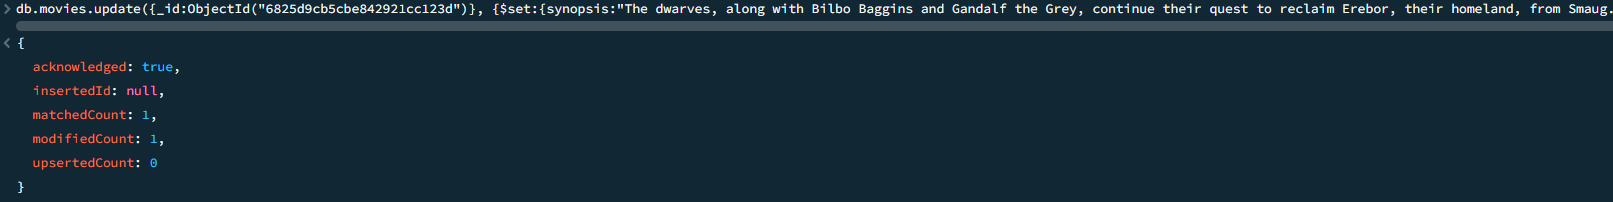 db.movies.update({_id:ObjectId("6825d9cb5cbe842921cc123d")}, {$set:{synopsis:"The dwarves, along with Bilbo Baggins and Gandalf the Grey, continue their quest to reclaim Erebor, their homeland, from Smaug.
{
acknowledged: true,
insertedId: null,
matchedCount: 1,
modifiedCount: 1,
upsertedCount: 0
}